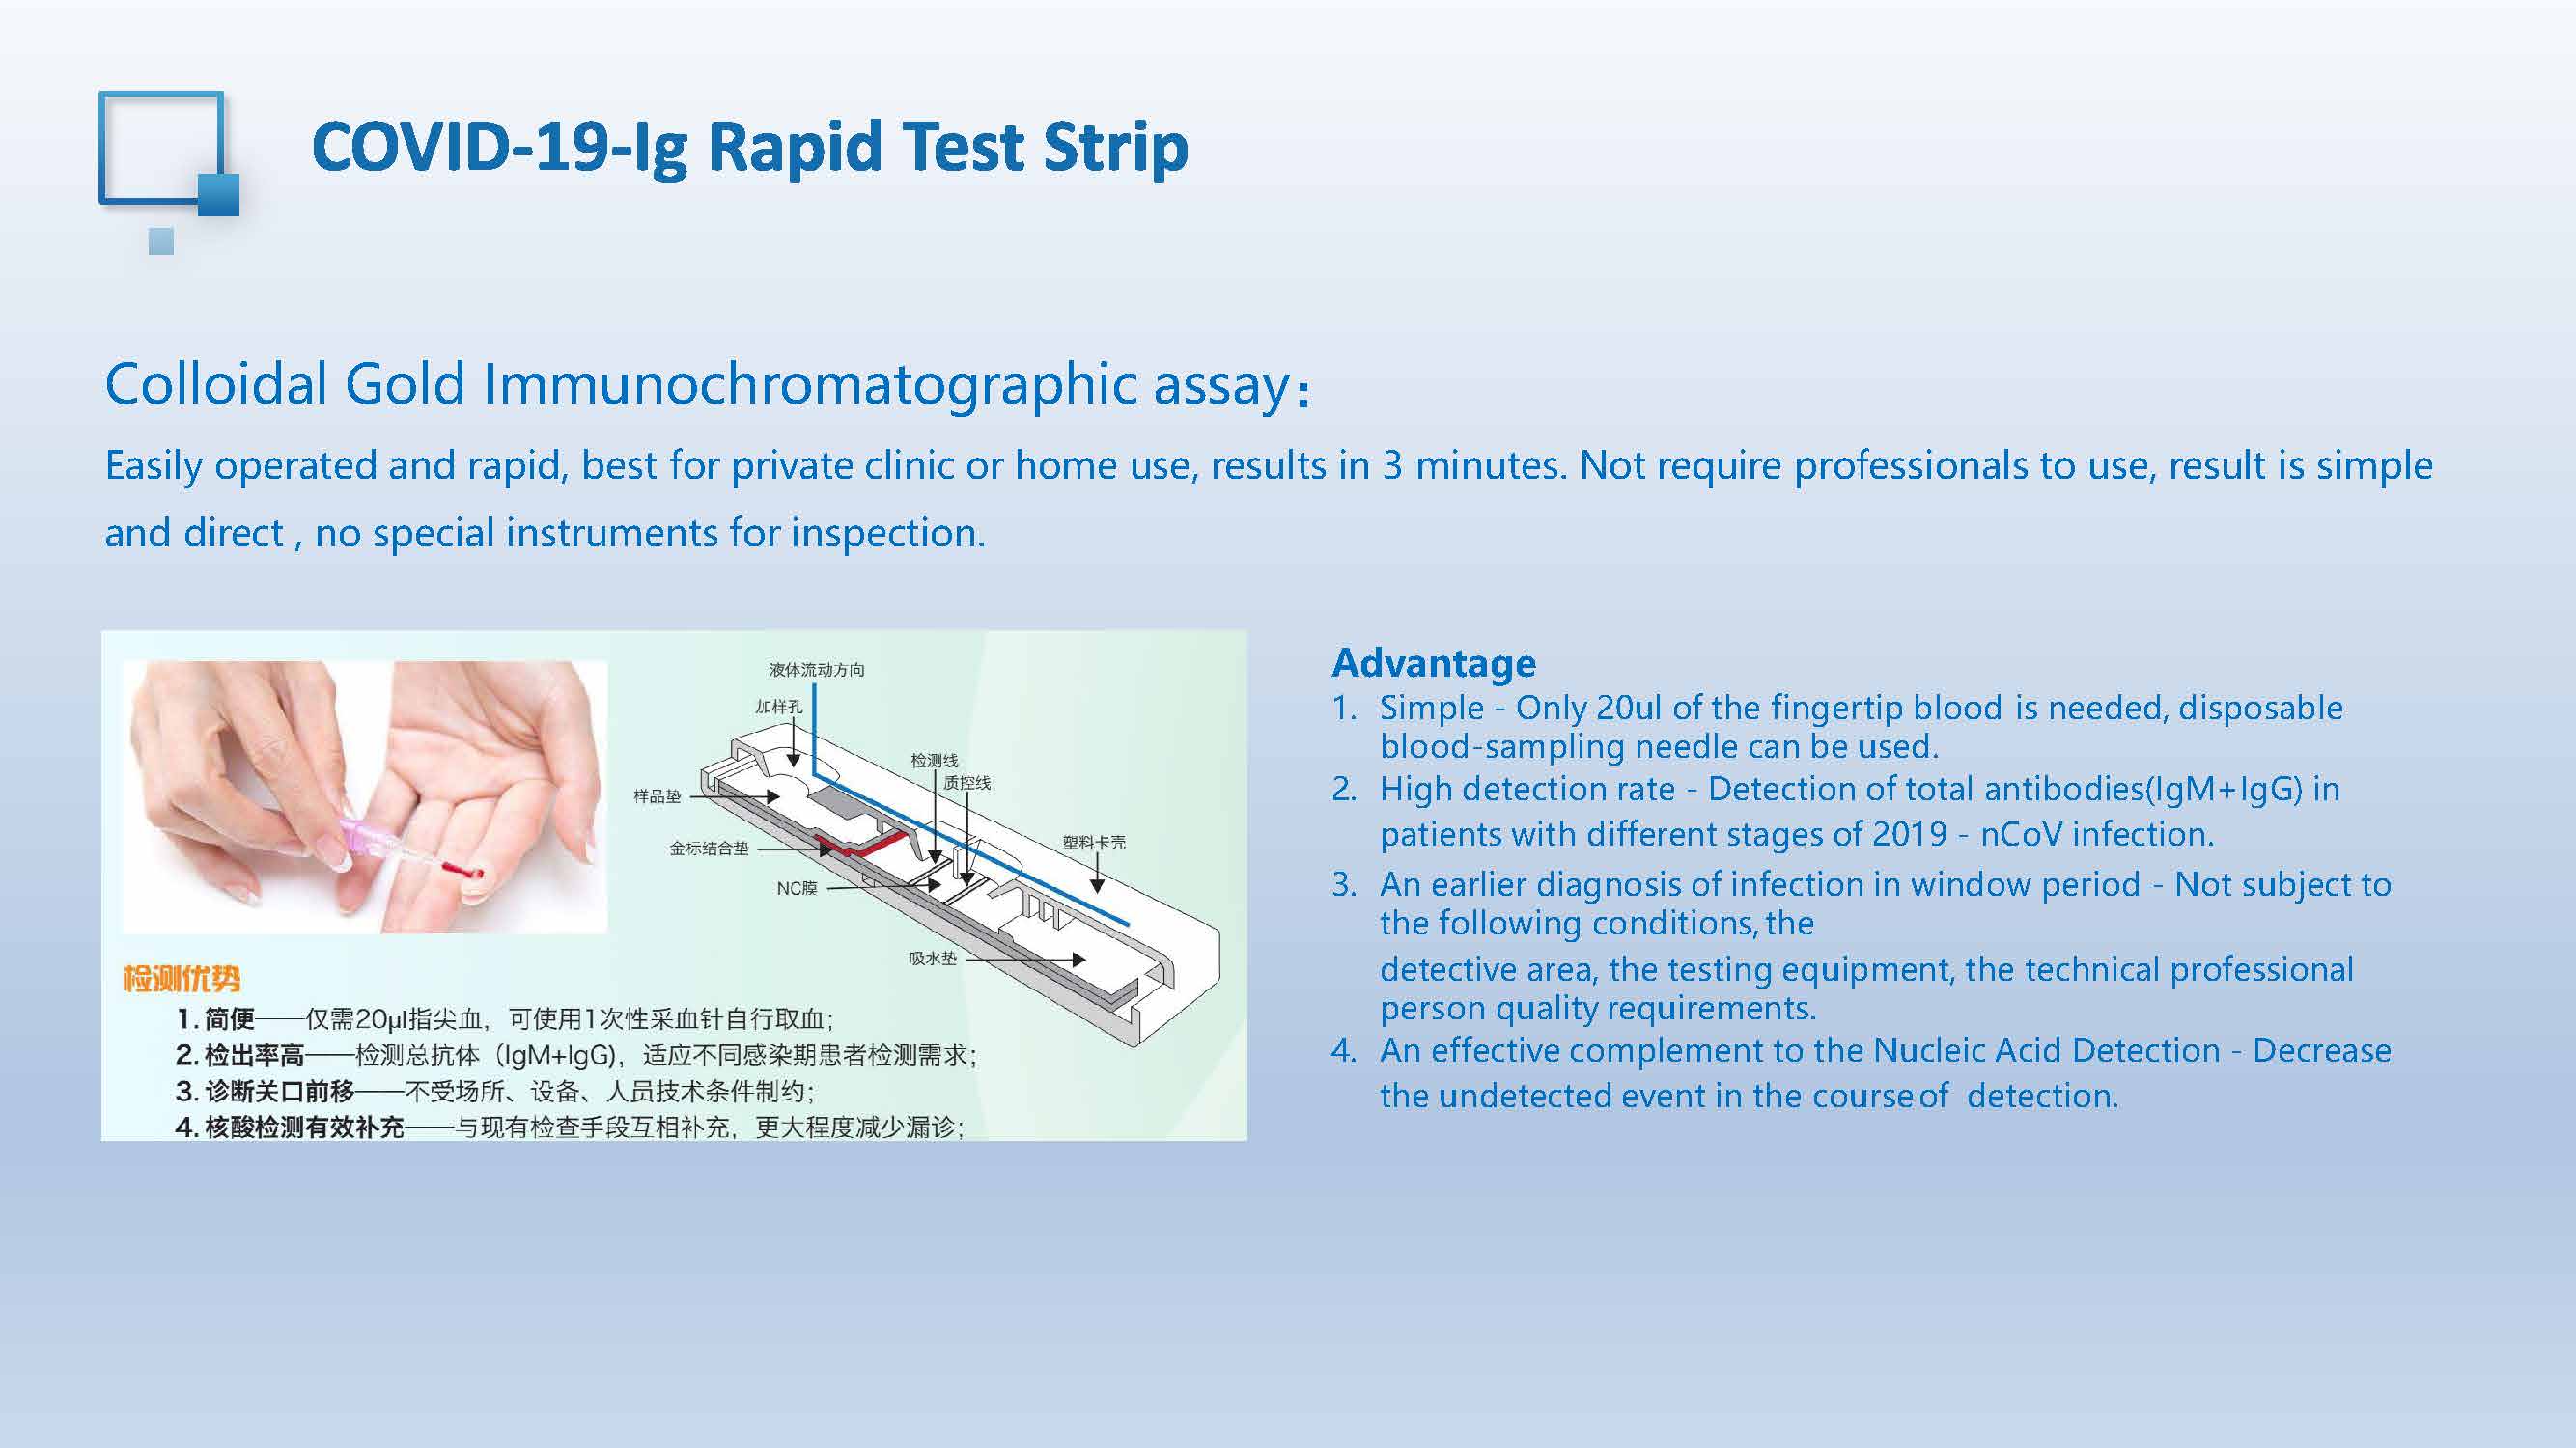 COVID-19-Ig Rapid Test Strip
Colloidal Gold Immunochromatographic assay：
Easily operated and rapid, best for private clinic or home use, results in 3 minutes. Not require professionals to use, result is simple
and direct , no special instruments for inspection.
液体流动方向
加样孔
检测线
质控线
样品垫
金标结合垫
塑料卡壳
NC膜
吸水垫
检测优势
1. 简便——仅需20μl指尖血，可使用1次性采血针自行取血；
2. 检出率高——检测总抗体（IgM+IgG)，适应不同感染期患者检测需求；
3. 诊断关口前移——不受场所、设备、人员技术条件制约；
4. 核酸检测有效补充——与现有检查手段互相补充，更大程度减少漏诊；
Advantage
1. Simple - Only 20ul of the fingertip blood is needed, disposable
blood-sampling needle can be used.
2. High detection rate - Detection of total antibodies(IgM+IgG) in
patients with different stages of 2019 - nCoV infection.
3. An earlier diagnosis of infection in window period - Not subject to
the following conditions, the
detective area, the testing equipment, the technical professional
person quality requirements.
4. An effective complement to the Nucleic Acid Detection - Decrease
the undetected event in the course of detection.